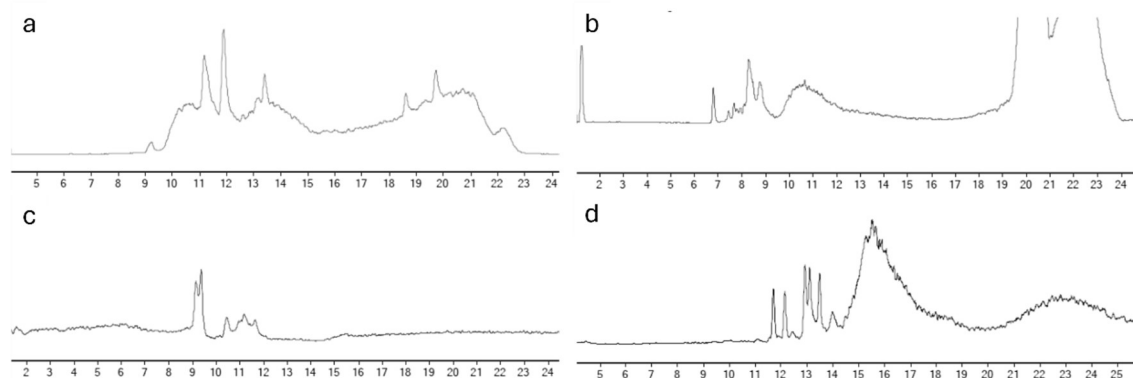 a
5 6 7 8 9 10 11 12 13 14 15 16 17 18 19 20 21 22 23 24
b
2 3 4 5 6 7 8 9 10 11 12 13 14 15 16 17 18 19 20 21 22 23 24
c
2 3 4 5 6 7 8 9 10 11 12 13 14 15 16 17 18 19 20 21 22 23 24
d
5 6 7 8 9 10 11 12 13 14 15 16 17 18 19 20 21 22 23 24 25